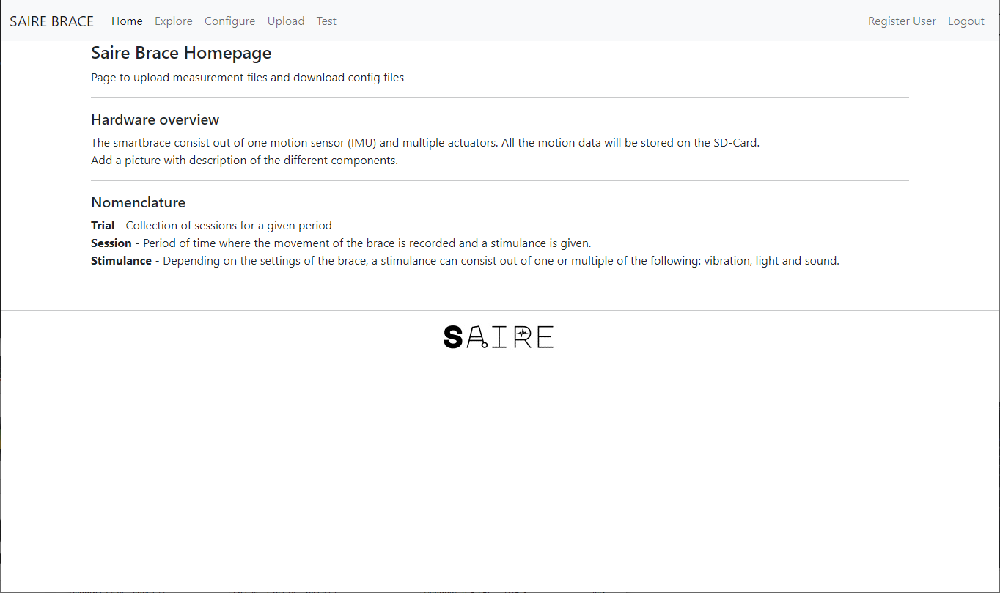 SAIRE BRACE Home Explore Configure Upload Test Register User Logout
Saire Brace Homepage
Page to upload measurement files and download config files
Hardware overview
The smartbrace consist out of one motion sensor (IMU) and multiple actuators. All the motion data will be stored on the SD-Card.
Add a picture with description of the different components.
Nomenclature
Trial - Collection of sessions for a given period
Session - Period of time where the movement of the brace is recorded and a stimulance is given.
Stimulance - Depending on the settings of the brace, a stimulance can consist out of one or multiple of the following: vibration, light and sound.
SAIRE